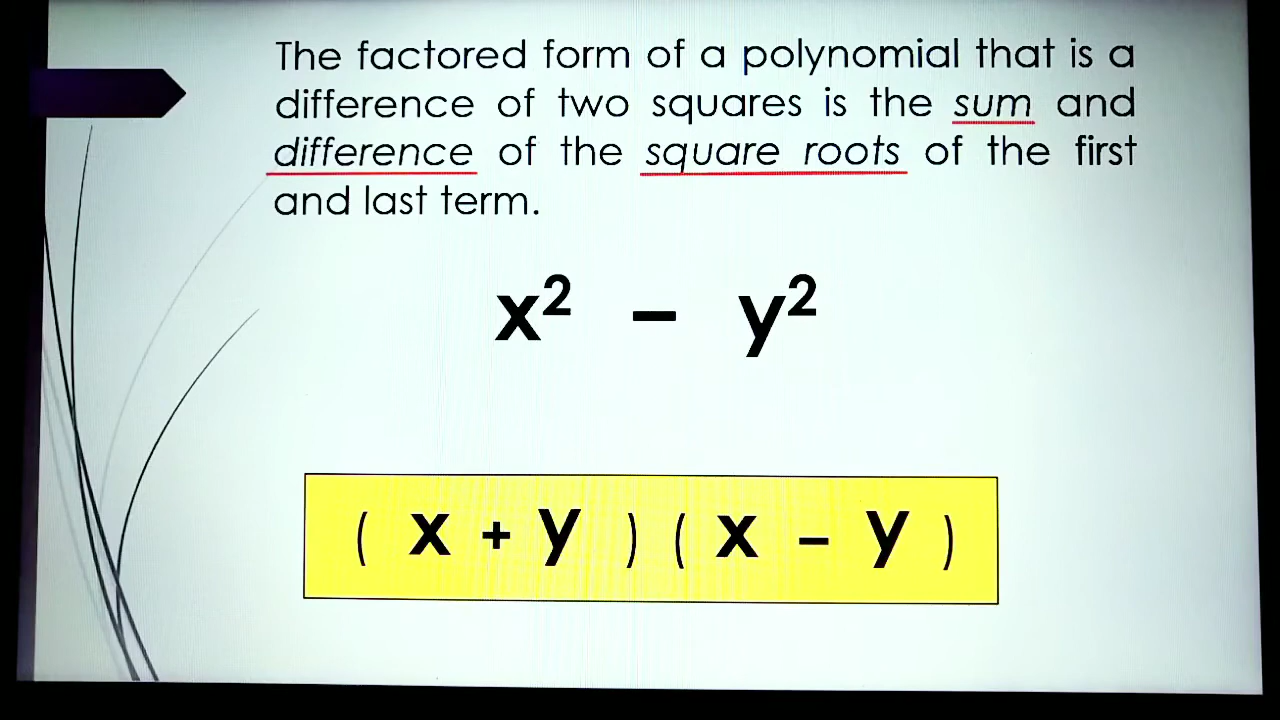 The factored form of a polynomial that is a
difference of two squares is the sum and
difference of the square roots of the first
and last term.
x² – y²
( x + y ) ( x – y )